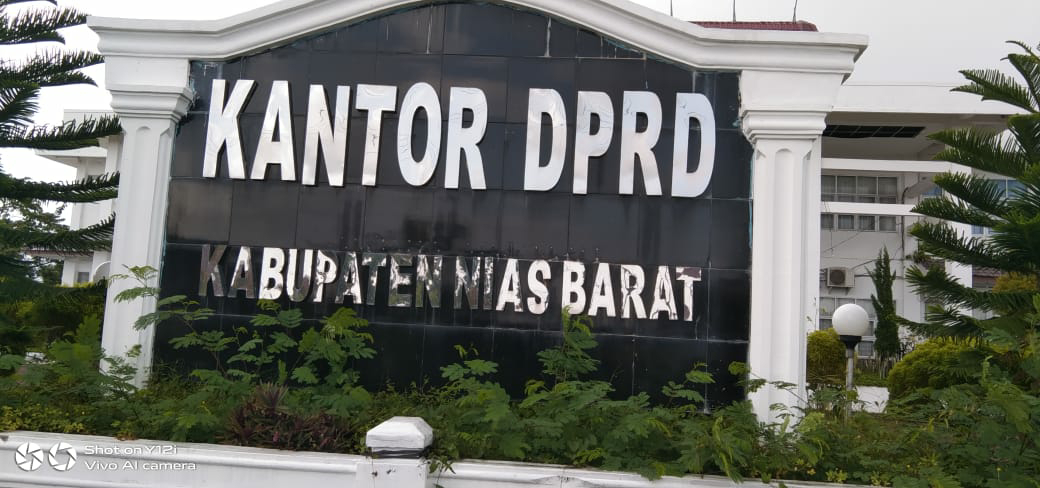 KANTOR DPRD
KABUPATEN NIAS BARAT
Shot on Y12i
Vivo AI camera